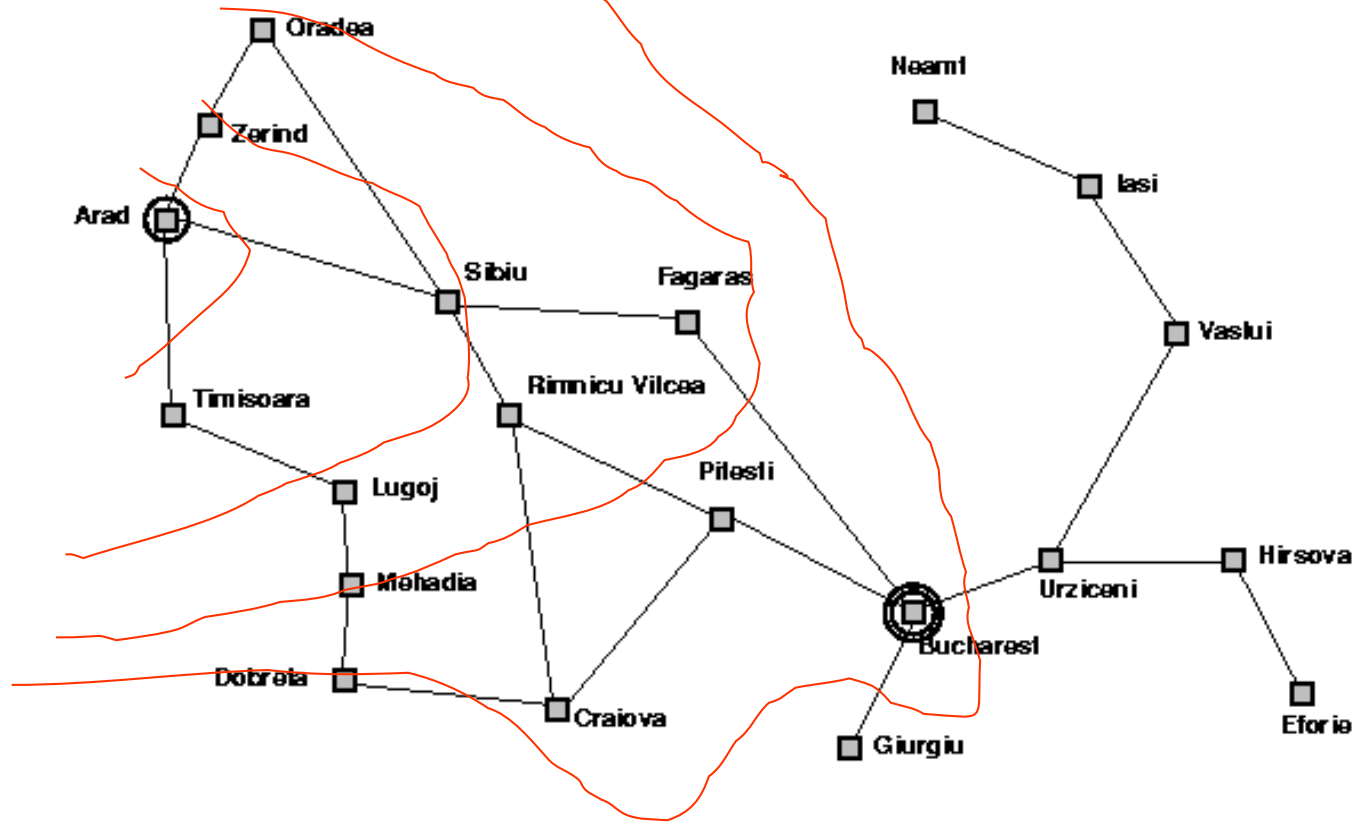 Oradea
Neamt
Zerind
Iasi
Arad
Sibiu
Fagaras
Vaslui
Rimnicu Vilcea
Timisoara
Pitesti
Lugoj
Hirsova
Mehadia
Urziceni
Bucharest
Dobreta
Craiova
Eforie
Giurgiu